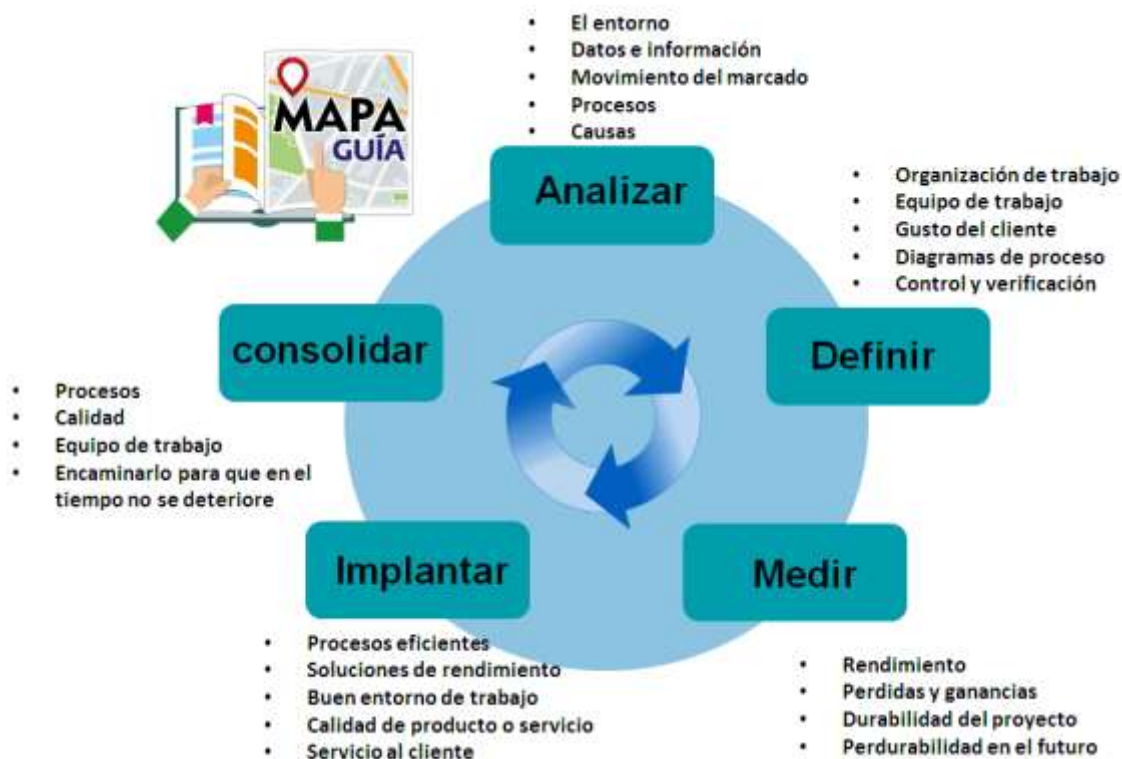 • El entorno
• Datos e información
• Movimiento del marcado
• Procesos
• Causas
MAPA
GUÍA
Analizar
• Organización de trabajo
• Equipo de trabajo
• Gusto del cliente
• Diagramas de proceso
• Control y verificación
consolidar
Definir
• Procesos
• Calidad
• Equipo de trabajo
• Encaminarlo para que en el
tiempo no se deteriore
Implantar
Medir
• Procesos eficientes
• Soluciones de rendimiento
• Buen entorno de trabajo
• Calidad de producto o servicio
• Servicio al cliente
• Rendimiento
• Perdidas y ganancias
• Durabilidad del proyecto
• Perdurabilidad en el futuro